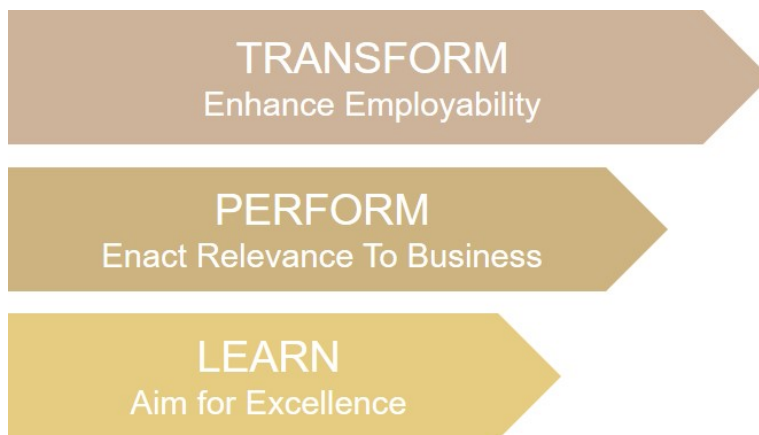 TRANSFORM
Enhance Employability
PERFORM
Enact Relevance To Business
LEARN
Aim for Excellence